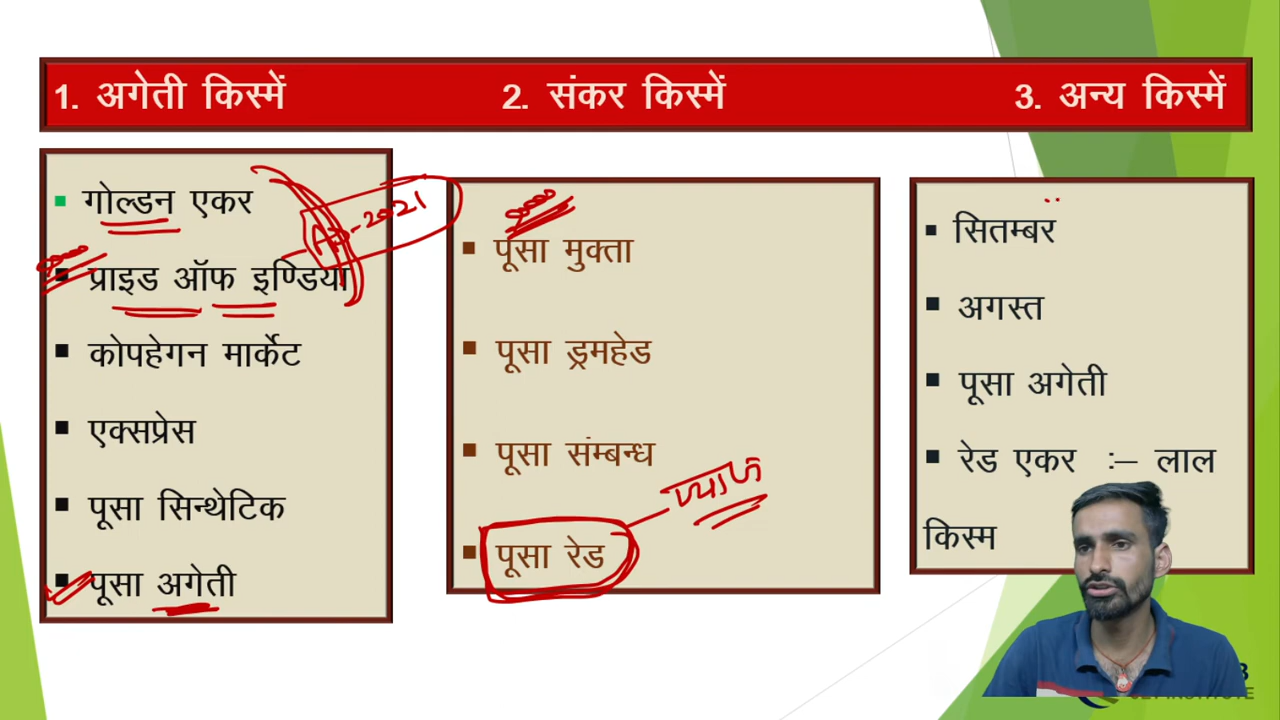 1. अगेती किस्में 2. संकर किस्में 3. अन्य किस्में
गोल्डन एकर
प्राइड ऑफ इण्डिया
कोपहेगन मार्केट
एक्सप्रेस
पूसा सिन्थेटिक
पूसा अगेती
2021
पूसा मुक्ता
पूसा ड्रमहेड
पूसा संम्बन्ध
पूसा रेड
प्याज
सितम्बर
अगस्त
पूसा अगेती
रेड एकर :– लाल
किस्म